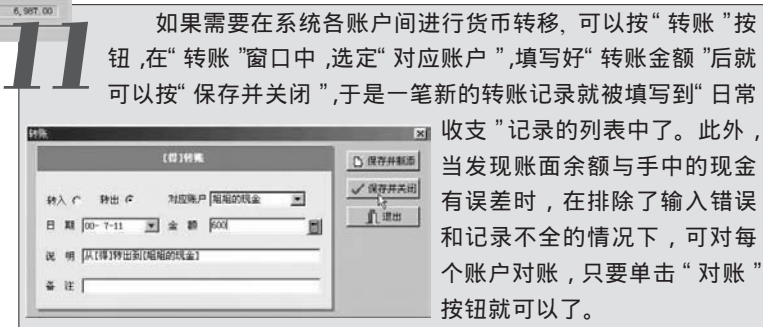 6,987.00
11
如果需要在系统各账户间进行货币转移,可以按“转账”按
钮,在“转账”窗口中,选定“对应账户”,填写好“转账金额”后就
可以按“保存并关闭”,于是一笔新的转账记录就被填写到“日常
收支”记录的列表中了。此外,
当发现账面余额与手中的现金
有误差时,在排除了输入错误
和记录不全的情况下,可对每
个账户对账,只要单击“对账”
按钮就可以了。
转账
[得]转账
转入 转出 对应账户 姐姐的现金
日 期 00- 7-11 金 额 600
说 明 从[得]转出到[姐姐的现金]
备 注
保存并新添
保存并关闭
退出